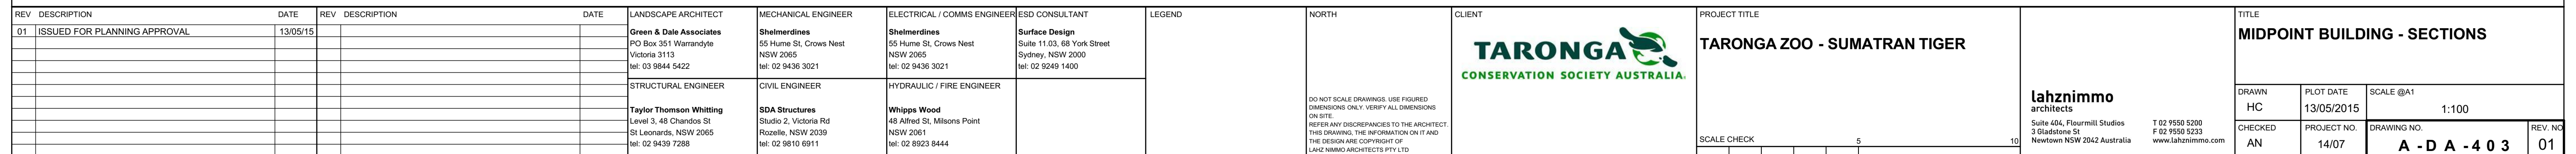 REV DESCRIPTION DATE REV DESCRIPTION DATE
01 ISSUED FOR PLANNING APPROVAL 13/05/15
LANDSCAPE ARCHITECT
Green & Dale Associates
PO Box 351 Warrandyte
Victoria 3113
tel: 03 9844 5422
MECHANICAL ENGINEER
Shelmerdines
55 Hume St, Crows Nest
NSW 2065
tel: 02 9436 3021
ELECTRICAL / COMMS ENGINEER
Shelmerdines
55 Hume St, Crows Nest
NSW 2065
tel: 02 9436 3021
ESD CONSULTANT
Surface Design
Suite 11.03, 68 York Street
Sydney, NSW 2000
tel: 02 9249 1400
STRUCTURAL ENGINEER
Taylor Thomson Whitting
Level 3, 48 Chandos St
St Leonards, NSW 2065
tel: 02 9439 7288
CIVIL ENGINEER
SDA Structures
Studio 2, Victoria Rd
Rozelle, NSW 2039
tel: 02 9810 6911
HYDRAULIC / FIRE ENGINEER
Whipps Wood
48 Alfred St, Milsons Point
NSW 2061
tel: 02 8923 8444
LEGEND
NORTH
DO NOT SCALE DRAWINGS. USE FIGURED
DIMENSIONS ONLY. VERIFY ALL DIMENSIONS
ON SITE.
REFER ANY DISCREPANCIES TO THE ARCHITECT.
THIS DRAWING, THE INFORMATION ON IT AND
THE DESIGN ARE COPYRIGHT OF
LAHZ NIMMO ARCHITECTS PTY LTD
CLIENT
TARONGA
CONSERVATION SOCIETY AUSTRALIA
PROJECT TITLE
TARONGA ZOO - SUMATRAN TIGER
SCALE CHECK 5 10
lahznimmo
architects
Suite 404, Flourmill Studios
3 Gladstone St
Newtown NSW 2042 Australia
T 02 9550 5200
F 02 9550 5233
www.lahznimmo.com
TITLE
MIDPOINT BUILDING - SECTIONS
DRAWN PLOT DATE SCALE @A1
HC 13/05/2015 1:100
CHECKED PROJECT NO. DRAWING NO. REV. NO
AN 14/07 A - D A - 4 0 3 01